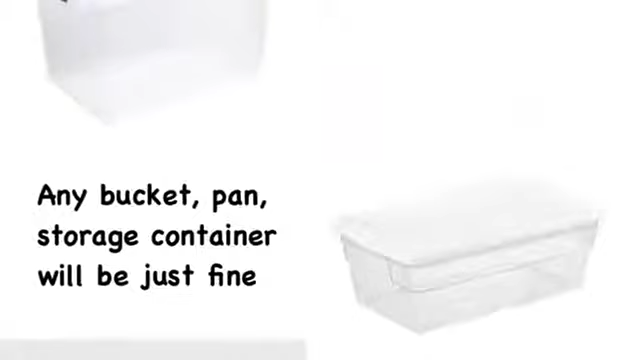 Any bucket, pan,
storage container
will be just fine